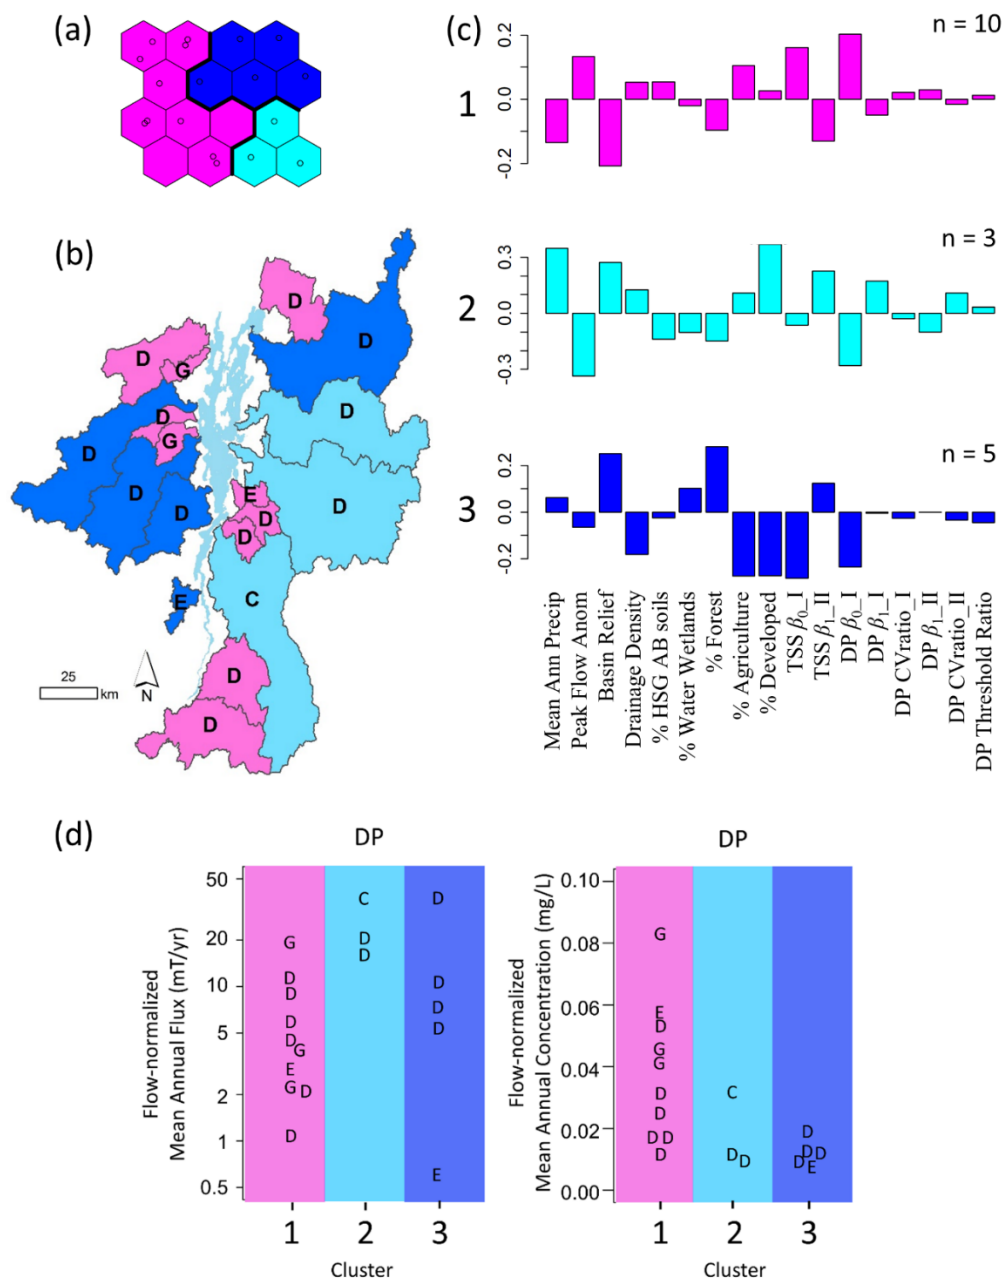 (a)
(c)
n = 10
1
0.2
0.0
-0.2
(b)
n = 3
2
0.3
0.0
-0.3
n = 5
3
0.2
0.0
-0.2
D
D
D
G
D
D
G
D
D
D
D
D
E
D
D
C
E
D
D
25
km
N
Mean Ann Precip
Peak Flow Anom
Basin Relief
Drainage Density
% HSG AB soils
% Water Wetlands
% Forest
% Agriculture
% Developed
TSS β0_I
TSS β1_II
DP β0_I
DP β1_I
DP CVratio_I
DP β1_II
DP CVratio_II
DP Threshold Ratio
(d)
DP
Flow-normalized
Mean Annual Flux (mT/yr)
50
20
10
5
2
1
0.5
G
D
D
D
D
G
E
G
D
D
C
D
D
D
D
D
D
E
1 2 3
Cluster
DP
Flow-normalized
Mean Annual Concentration (mg/L)
0.10
0.08
0.06
0.04
0.02
0.00
G
E
D
G
G
D
D
D D
D
C
D
D
D
D
D D
E
1 2 3
Cluster